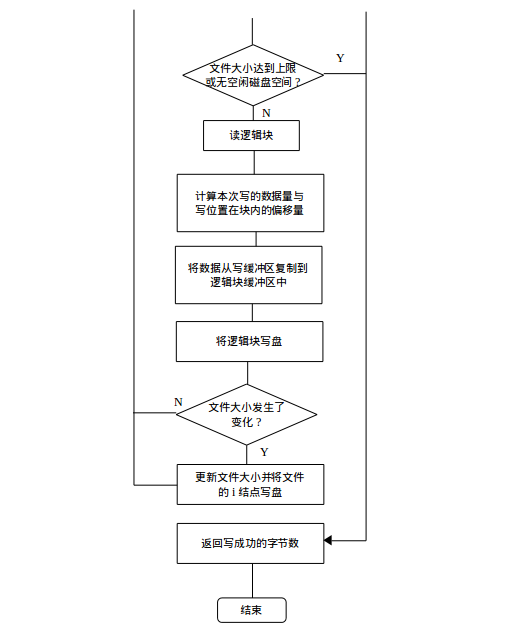 文件大小达到上限
或无空闲磁盘空间？
Y
N
读逻辑块
计算本次写的数据量与
写位置在块内的偏移量
将数据从写缓冲区复制到
逻辑块缓冲区中
将逻辑块写盘
N
文件大小发生了
变化？
Y
更新文件大小并将文件
的 i 结点写盘
返回写成功的字节数
结束